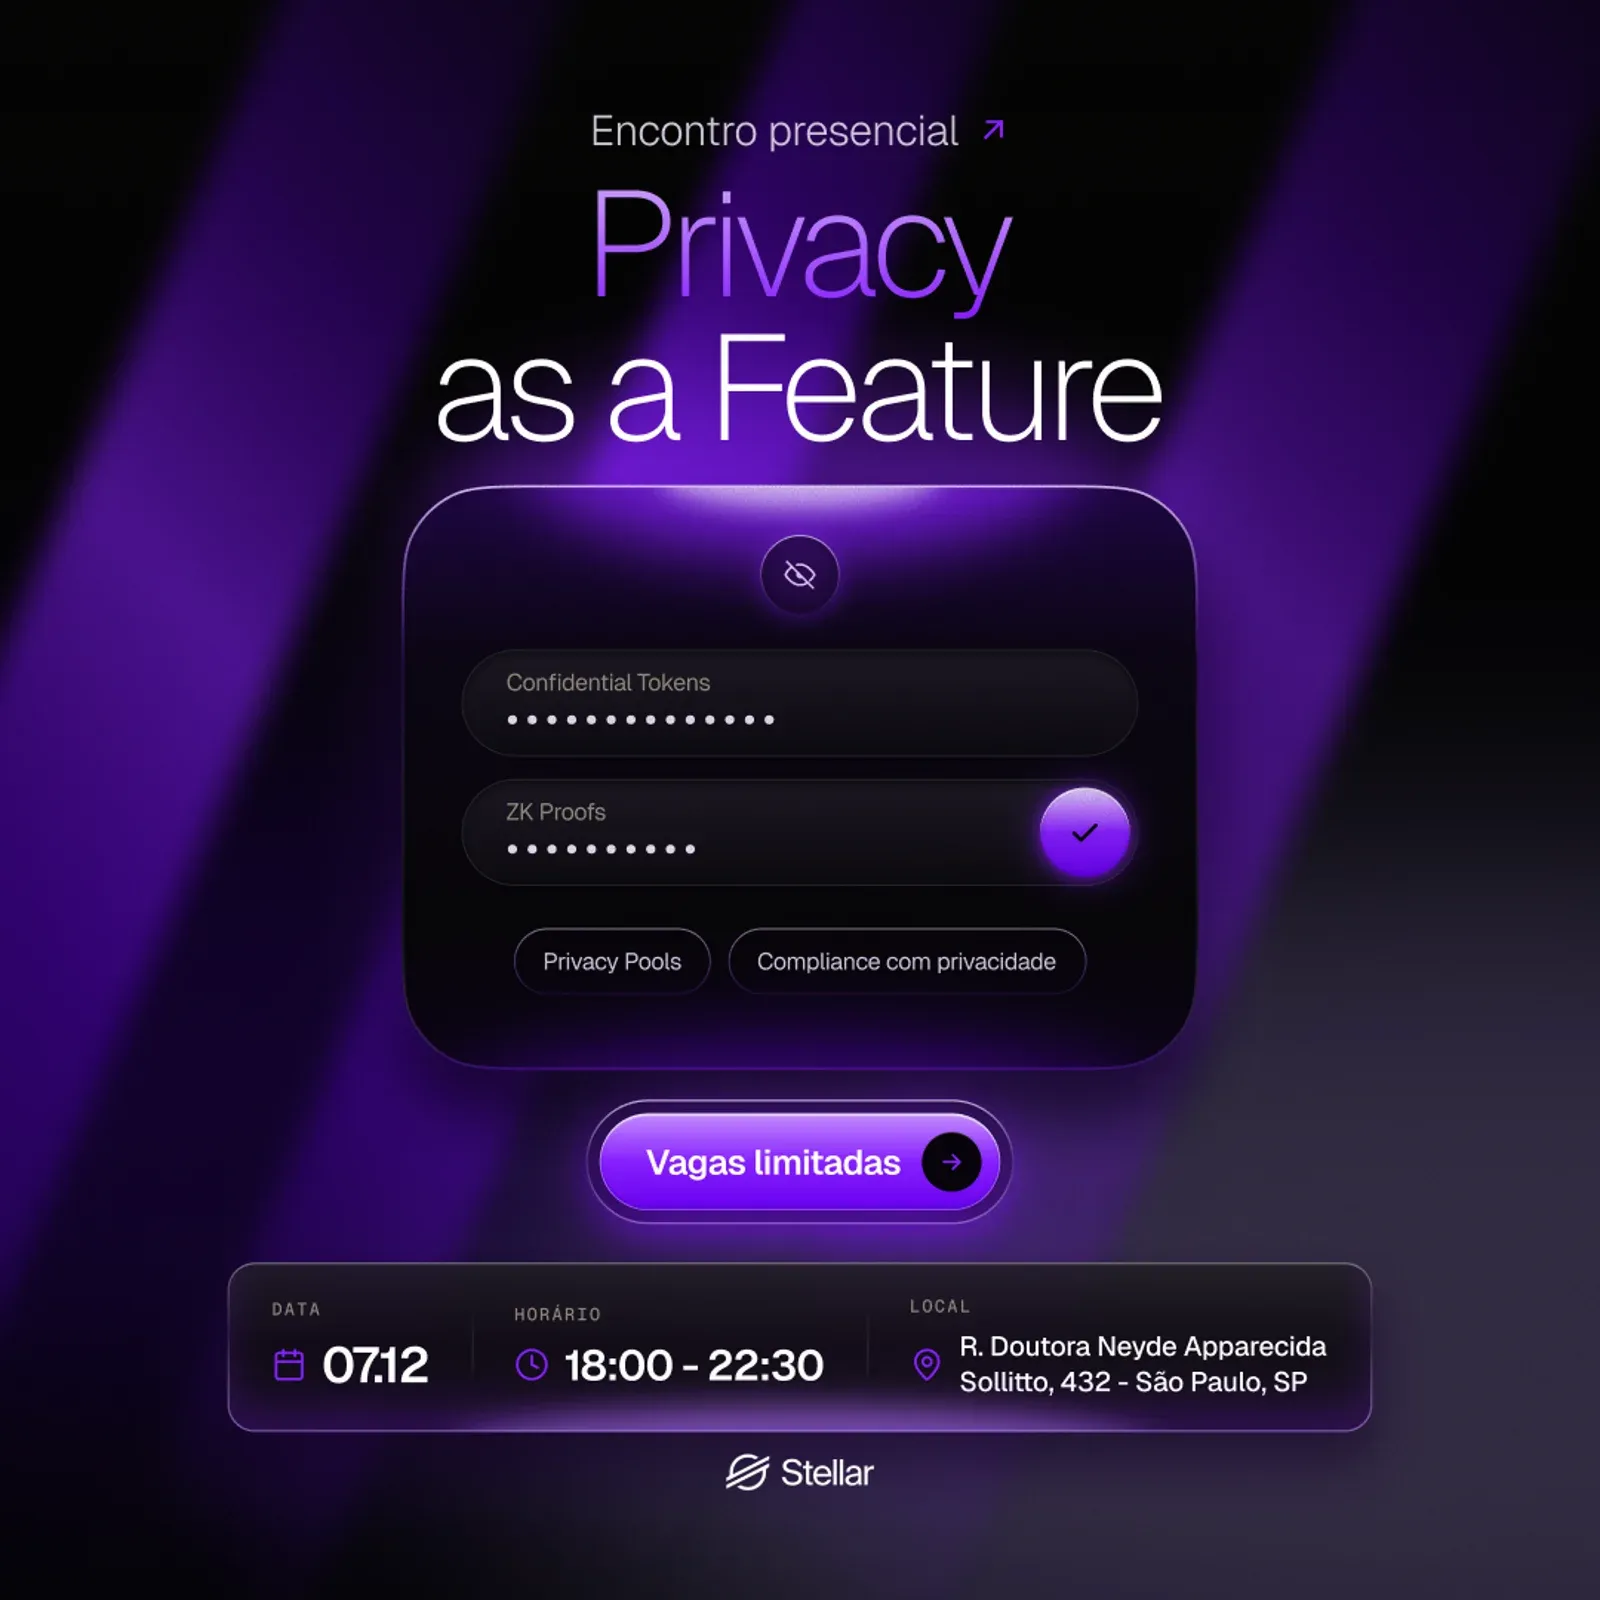 Encontro presencial
Privacy
as a Feature
Confidential Tokens
ZK Proofs
Privacy Pools
Compliance com privacidade
Vagas limitadas
DATA
07.12
HORÁRIO
18:00 - 22:30
LOCAL
R. Doutora Neyde Apparecida
Sollitto, 432 - São Paulo, SP
Stellar